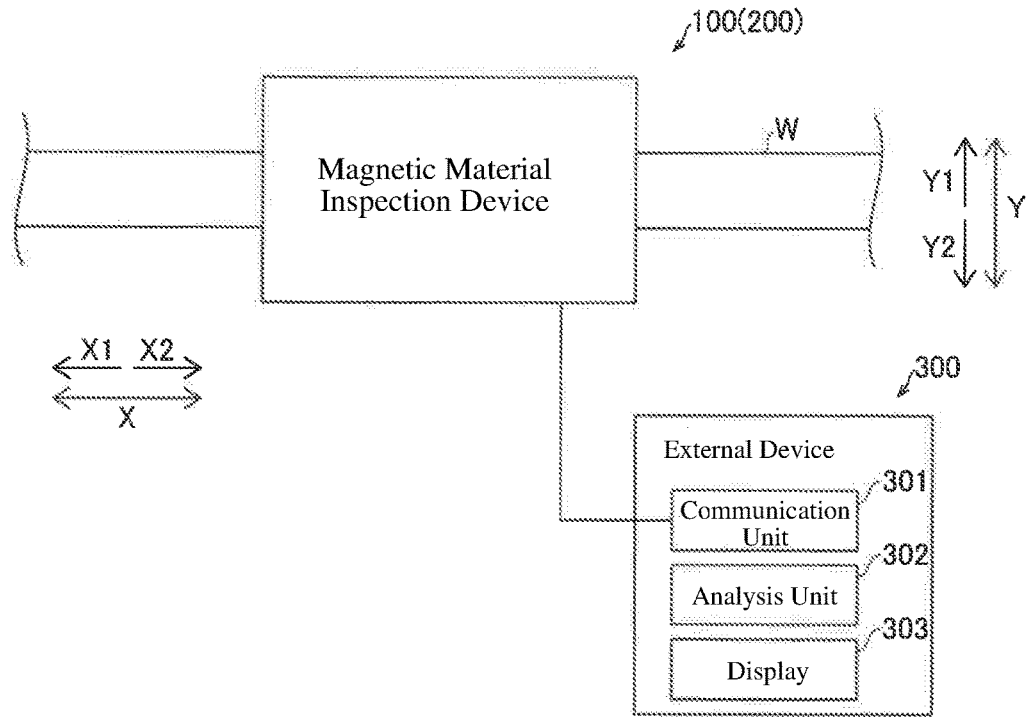 100(200)
W
Magnetic Material
Inspection Device
Y1
Y
Y2
X1 X2
X
300
External Device
301
Communication
Unit
302
Analysis Unit
303
Display